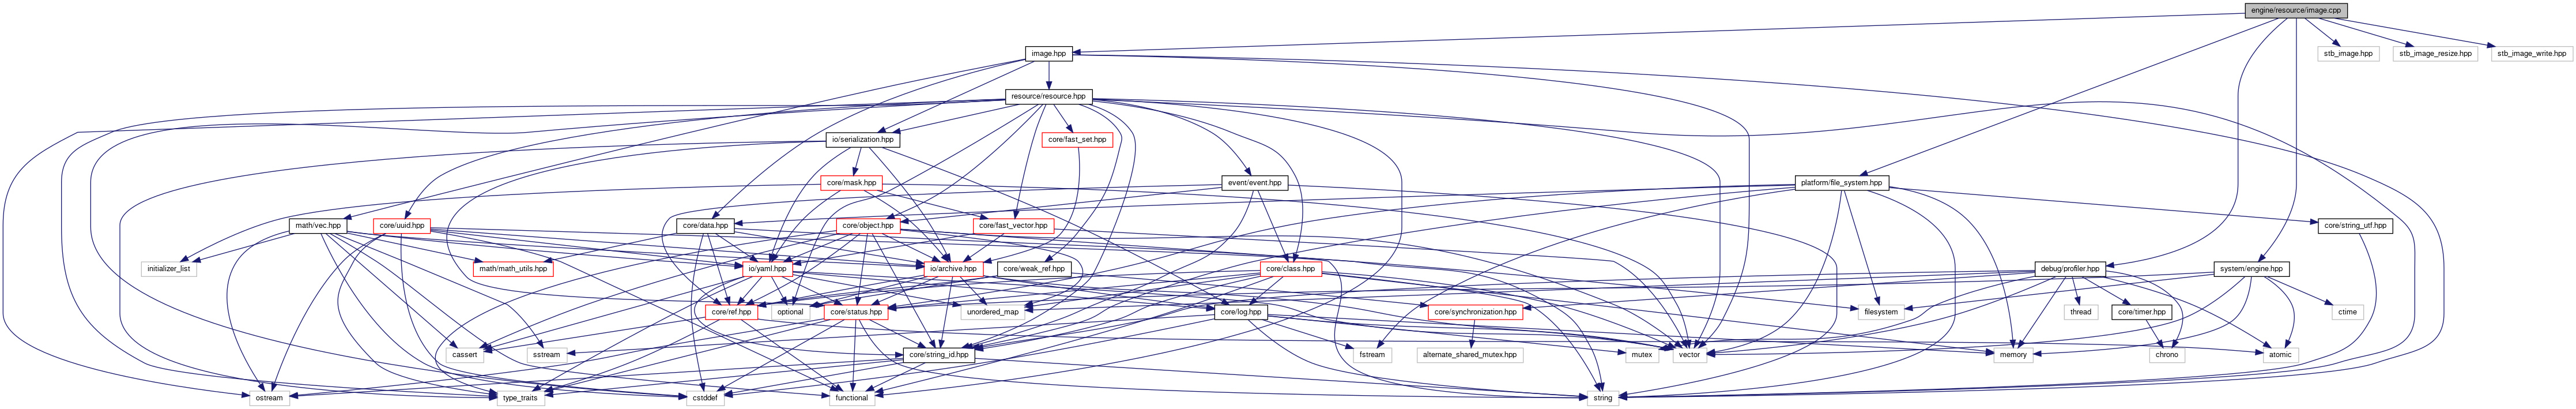 engine/resource/image.cpp
image.hpp
stb_image.hpp
stb_image_resize.hpp
stb_image_write.hpp
resource/resource.hpp
io/serialization.hpp
core/fast_set.hpp
core/mask.hpp
event/event.hpp
platform/file_system.hpp
math/vec.hpp
core/uuid.hpp
core/data.hpp
core/object.hpp
core/fast_vector.hpp
core/string_utf.hpp
initializer_list
math/math_utils.hpp
io/yaml.hpp
io/archive.hpp
core/weak_ref.hpp
core/class.hpp
debug/profiler.hpp
system/engine.hpp
core/ref.hpp
optional
core/status.hpp
unordered_map
core/log.hpp
core/synchronization.hpp
filesystem
thread
core/timer.hpp
ctime
cassert
sstream
core/string_id.hpp
fstream
alternate_shared_mutex.hpp
mutex
vector
memory
chrono
atomic
ostream
type_traits
cstddef
functional
string